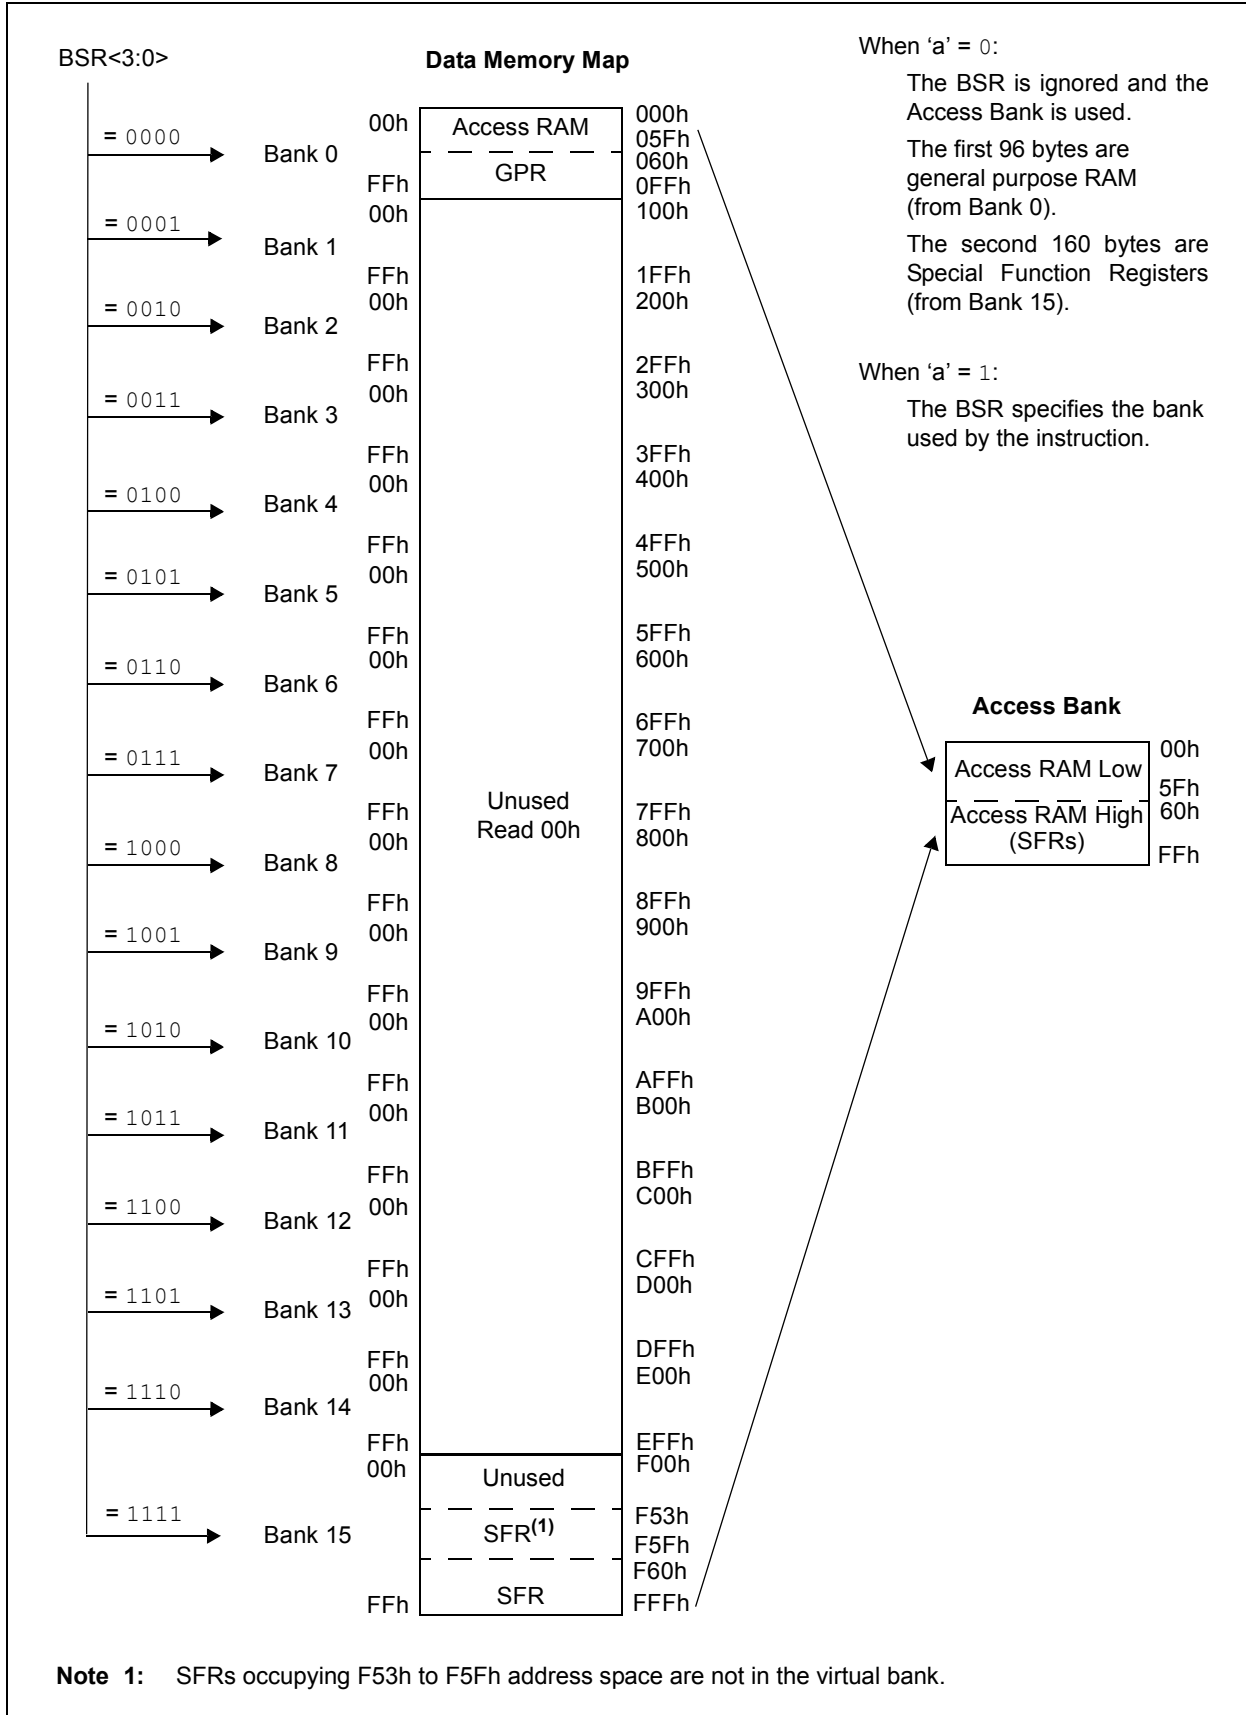 BSR<3:0>
Data Memory Map
When ‘a’ = 0:
The BSR is ignored and the
Access Bank is used.
The first 96 bytes are
general purpose RAM
(from Bank 0).
The second 160 bytes are
Special Function Registers
(from Bank 15).
When ‘a’ = 1:
The BSR specifies the bank
used by the instruction.
= 0000
Bank 0
00h
FFh
Access RAM
GPR
000h
05Fh
060h
0FFh
= 0001
Bank 1
00h
FFh
100h
1FFh
= 0010
Bank 2
00h
FFh
200h
2FFh
= 0011
Bank 3
00h
FFh
300h
3FFh
= 0100
Bank 4
00h
FFh
400h
4FFh
= 0101
Bank 5
00h
FFh
500h
5FFh
= 0110
Bank 6
00h
FFh
600h
6FFh
= 0111
Bank 7
00h
FFh
700h
7FFh
Unused
Read 00h
= 1000
Bank 8
00h
FFh
800h
8FFh
= 1001
Bank 9
00h
FFh
900h
9FFh
= 1010
Bank 10
00h
FFh
A00h
AFFh
= 1011
Bank 11
00h
FFh
B00h
BFFh
= 1100
Bank 12
00h
FFh
C00h
CFFh
= 1101
Bank 13
00h
FFh
D00h
DFFh
= 1110
Bank 14
00h
FFh
E00h
EFFh
= 1111
Bank 15
00h
FFh
Unused
SFR(1)
SFR
F00h
F53h
F5Fh
F60h
FFFh
Access Bank
Access RAM Low
Access RAM High
(SFRs)
00h
5Fh
60h
FFh
Note 1: SFRs occupying F53h to F5Fh address space are not in the virtual bank.